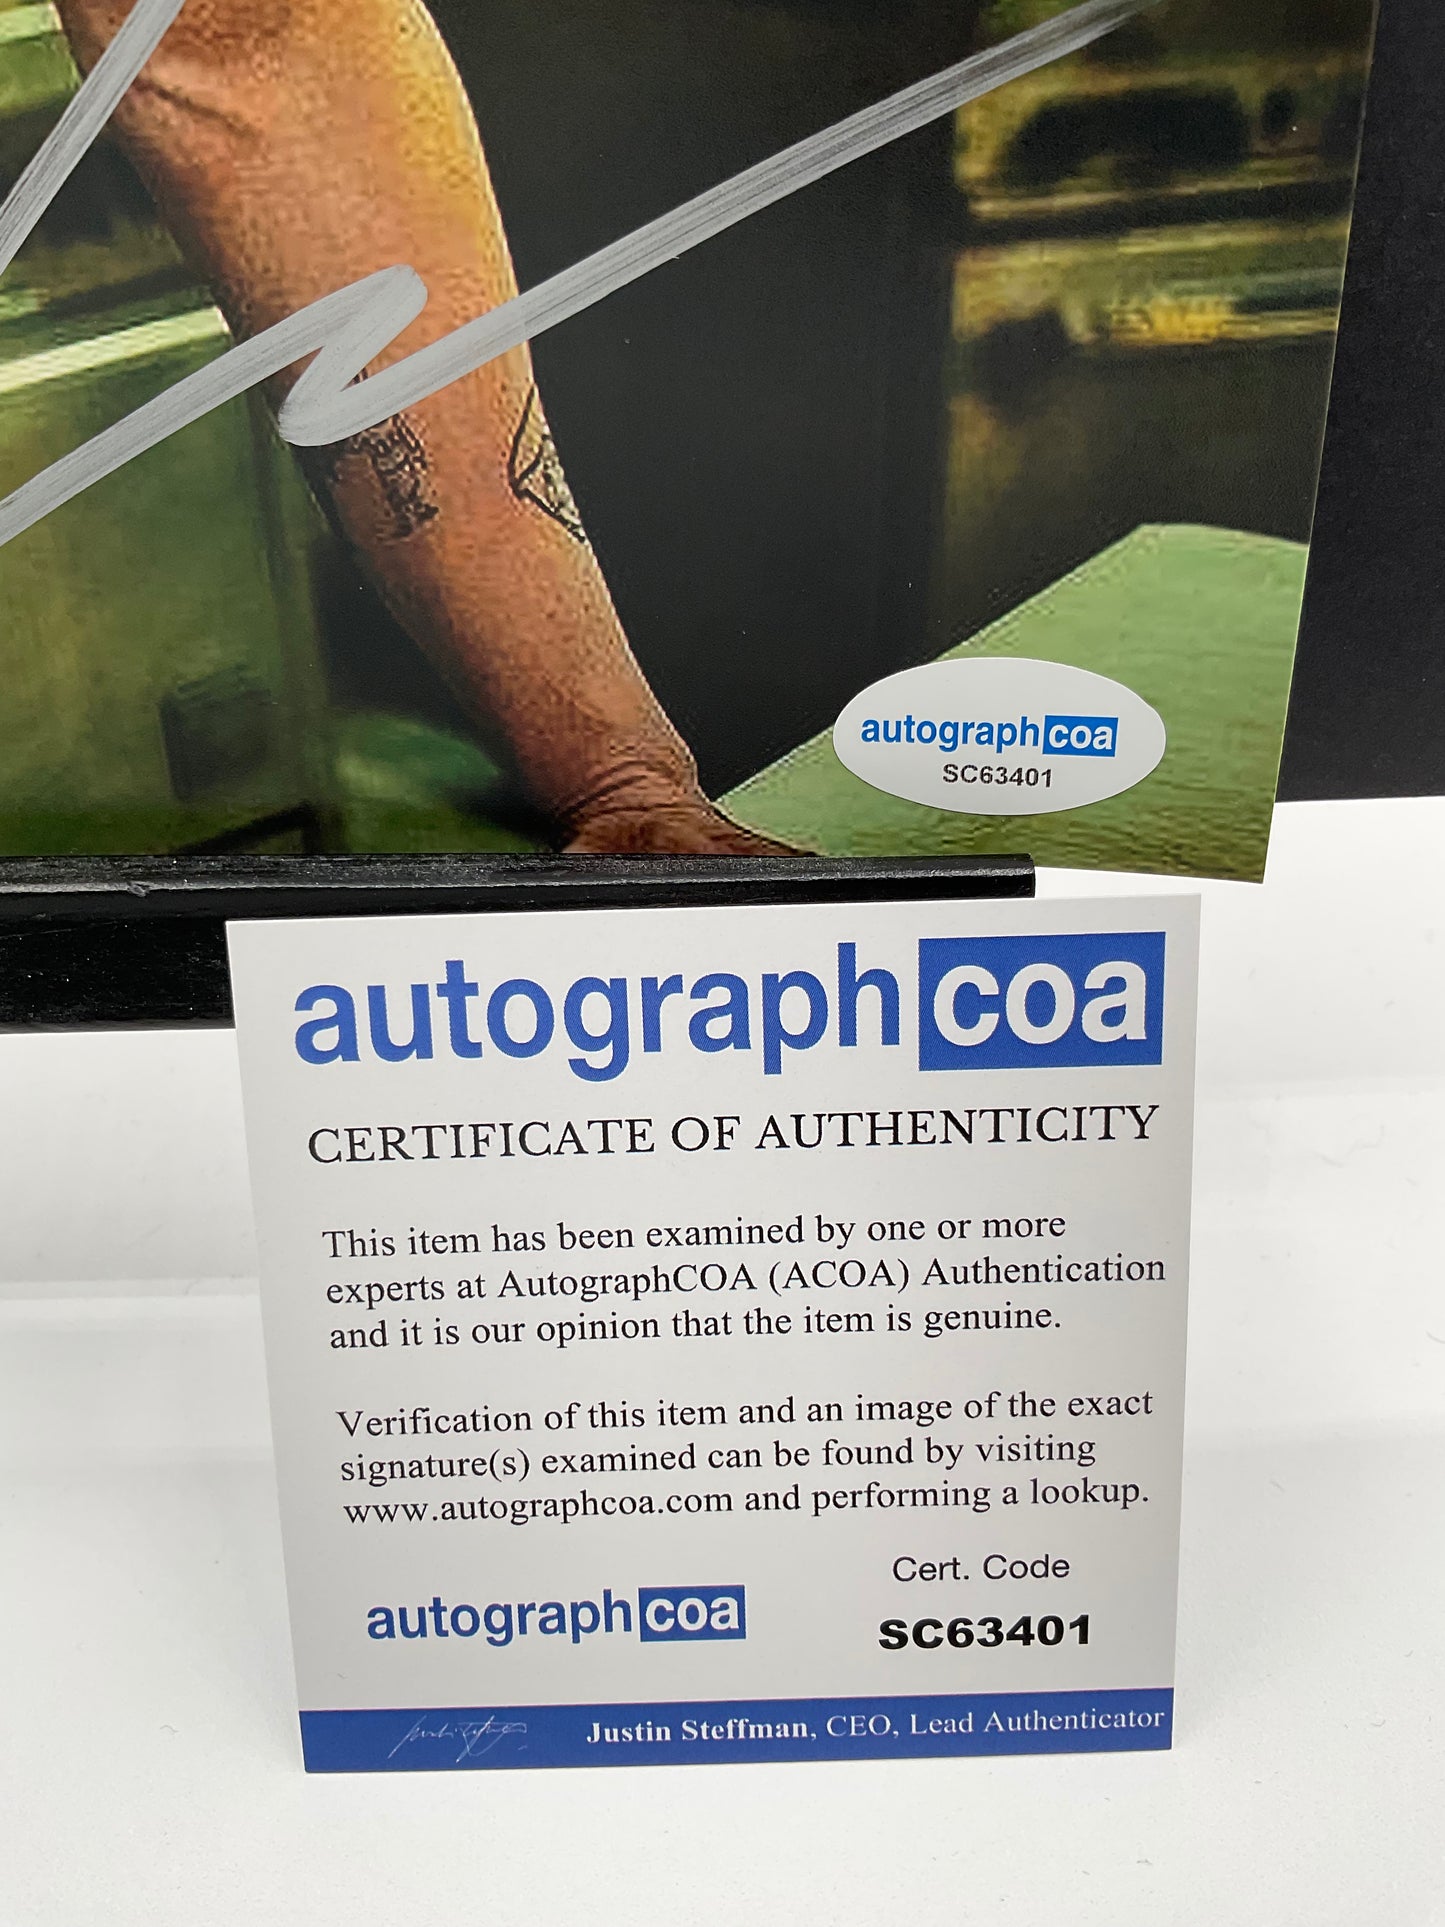 autographcoa
SC63401
autographcoa
CERTIFICATE OF AUTHENTICITY
This item has been examined by one or more
experts at AutographCOA (ACOA) Authentication
and it is our opinion that the item is genuine.
Verification of this item and an image of the exact
signature(s) examined can be found by visiting
www.autographcoa.com and performing a lookup.
Cert. Code
autographcoa
SC63401
Justin Steffman, CEO, Lead Authenticator